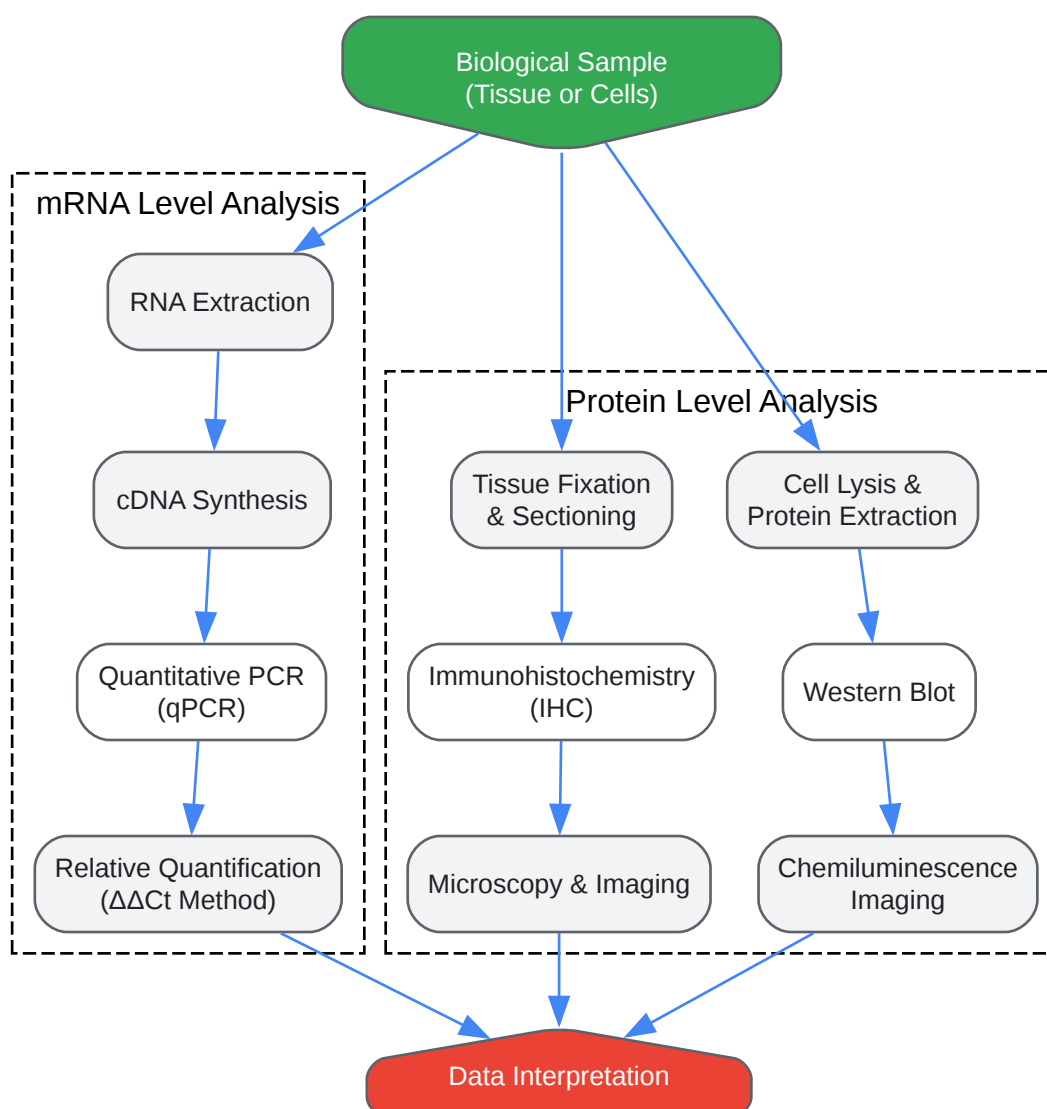 Biological Sample
(Tissue or Cells)
mRNA Level Analysis
RNA Extraction
cDNA Synthesis
Quantitative PCR
(qPCR)
Relative Quantification
(ΔΔCt Method)
Protein Level Analysis
Tissue Fixation
& Sectioning
Immunohistochemistry
(IHC)
Microscopy & Imaging
Cell Lysis &
Protein Extraction
Western Blot
Chemiluminescence
Imaging
Data Interpretation